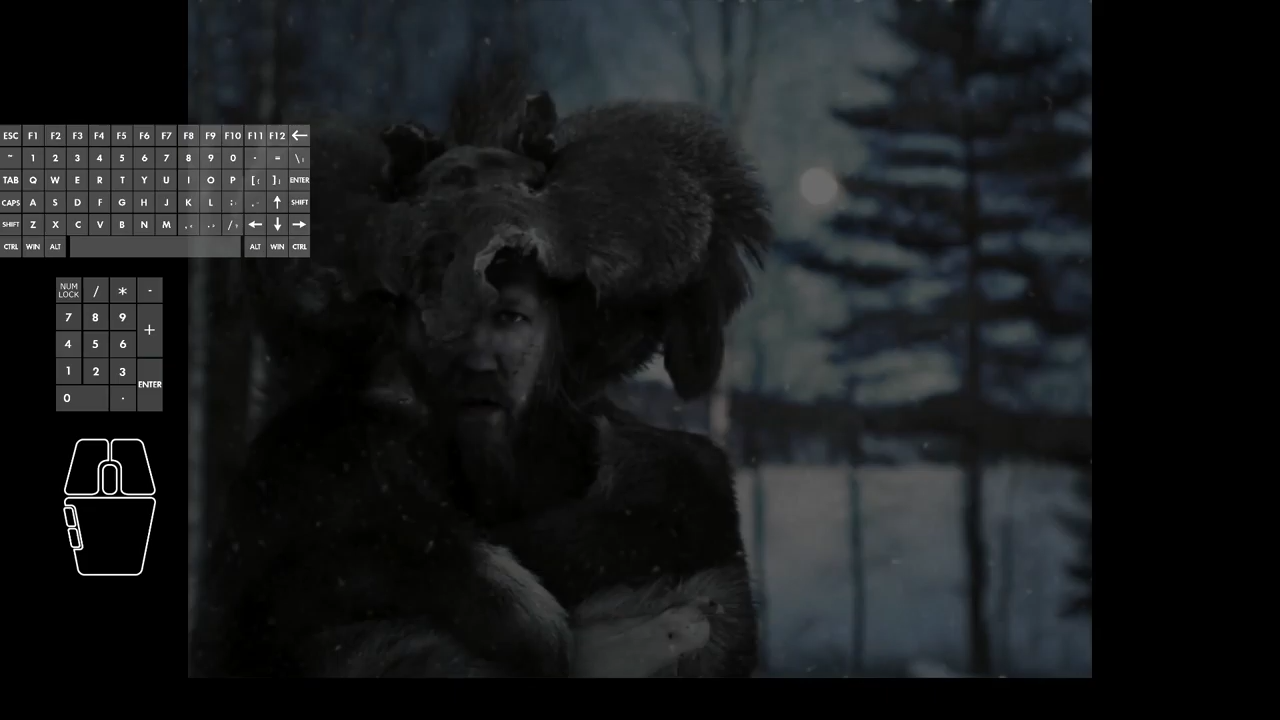 ESC F1 F2 F3 F4 F5 F6 F7 F8 F9 F10 F11 F12 ←
~ 1 2 3 4 5 6 7 8 9 0 - = \
TAB Q W E R T Y U I O P [ ] ENTER
CAPS A S D F G H J K L ; ↑ SHIFT
SHIFT Z X C V B N M , . / ← ↓ →
CTRL WIN ALT ALT WIN CTRL
NUM LOCK / * -
7 8 9 +
4 5 6
1 2 3 ENTER
0 .